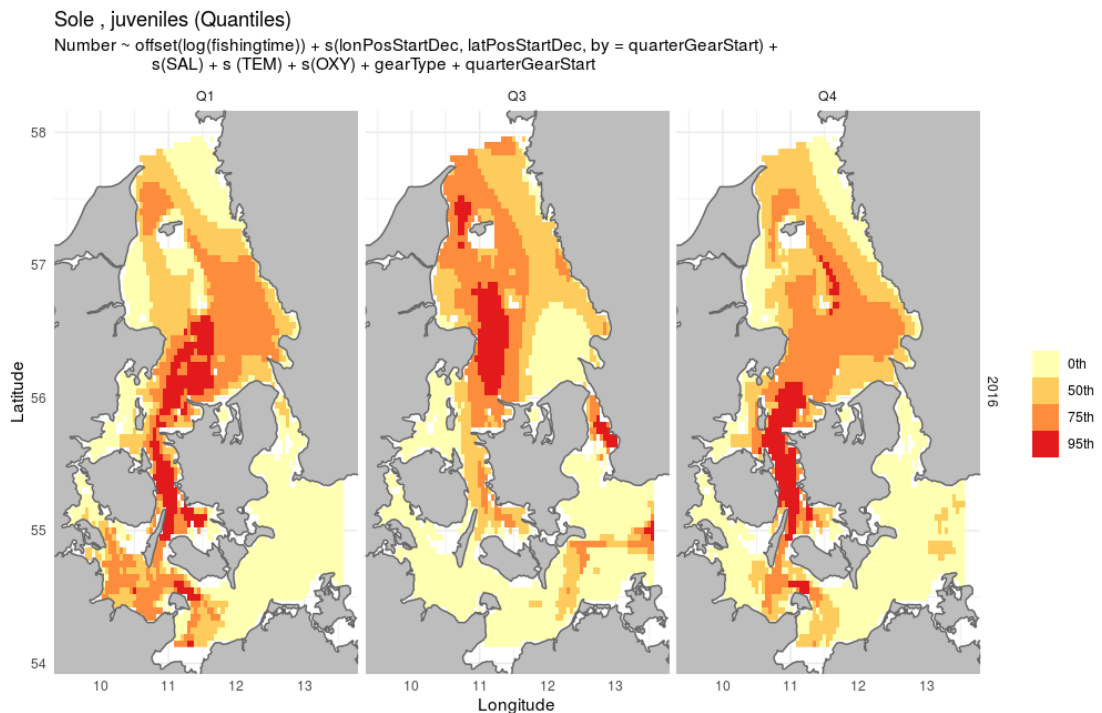 Sole , juveniles (Quantiles)
Number ~ offset(log(fishingtime)) + s(lonPosStartDec, latPosStartDec, by = quarterGearStart) +
s(SAL) + s (TEM) + s(OXY) + gearType + quarterGearStart
Q1 Q3 Q4
58
57
56
55
54
Latitude
2016
0th
50th
75th
95th
10 11 12 13 10 11 12 13 10 11 12 13
Longitude